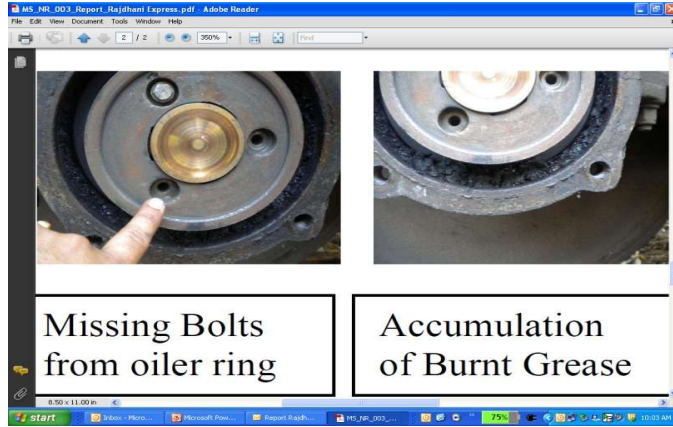 MS_NR_003_Report_Rajdhani Express.pdf - Adobe Reader
File Edit View Document Tools Window Help
2 / 2 350% Find
Missing Bolts
from oiler ring
Accumulation
of Burnt Grease
8.50 x 11.00 in
start Inbox - Micro... Microsoft Pow... Report Rajdh... MS_NR_003_... 75% 10:03 AM